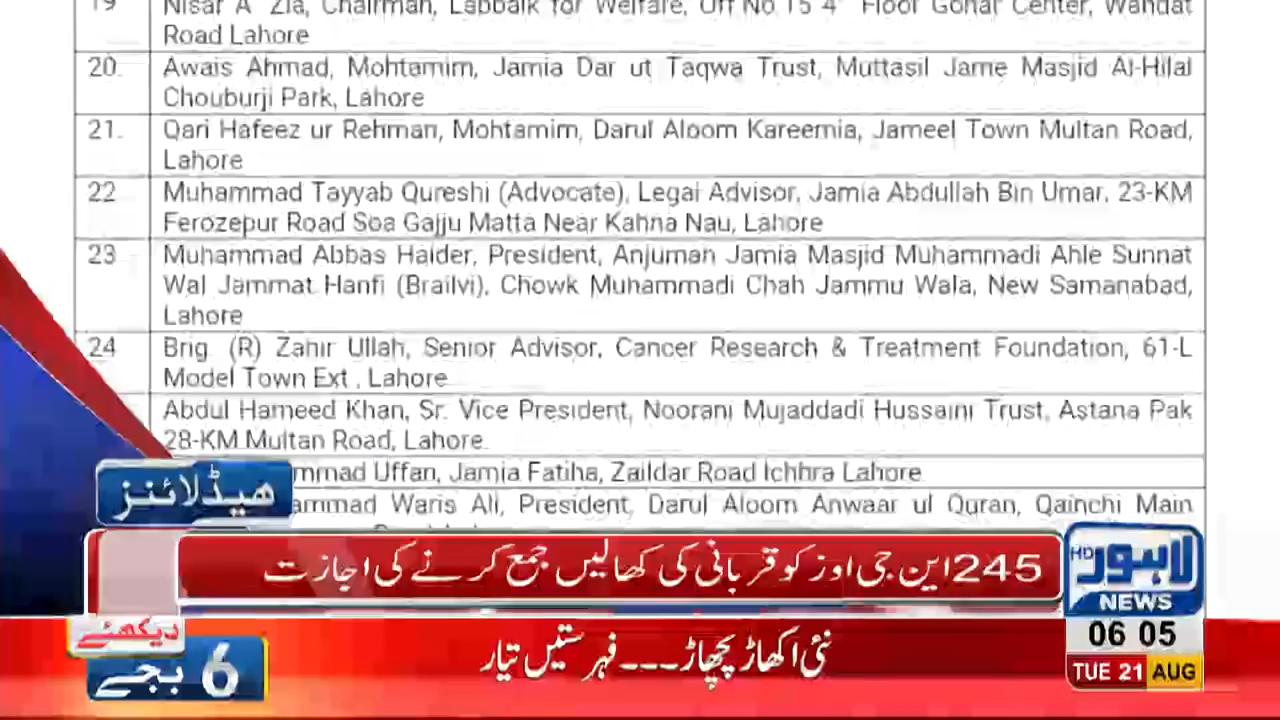 19 Nisar A Zia, Chairman, Labbaik for Welfare, Off No 15 4th Floor Gohar Center, Wahdat
Road Lahore
20. Awais Ahmad, Mohtamim, Jamia Dar ut Taqwa Trust, Muttasil Jame Masjid Al-Hilal
Chouburji Park, Lahore
21. Qari Hafeez ur Rehman, Mohtamim, Darul Aloom Kareemia, Jameel Town Multan Road,
Lahore
22 Muhammad Tayyab Qureshi (Advocate), Legal Advisor, Jamia Abdullah Bin Umar, 23-KM
Ferozepur Road Soa Gajju Matta Near Kahna Nau, Lahore
23 Muhammad Abbas Haider, President, Anjuman Jamia Masjid Muhammadi Ahle Sunnat
Wal Jammat Hanfi (Brailvi), Chowk Muhammadi Chah Jammu Wala, New Samanabad,
Lahore
24 Brig (R) Zahir Ullah, Senior Advisor, Cancer Research & Treatment Foundation, 61-L
Model Town Ext , Lahore
Abdul Hameed Khan, Sr. Vice President, Noorani Mujaddadi Hussaini Trust, Astana Pak
28-KM Multan Road, Lahore
mmad Uffan, Jamia Fatiha, Zaildar Road Ichhra Lahore
ammad Waris Ali, President, Darul Aloom Anwaar ul Quran, Qainchi Main
ہیڈلائنز
245این جی اوز کو قربانی کی کھالیں جمع کرنے کی اجازت
HD لاہور
NEWS
دیکھئے
6 بجے
نئی اکھاڑ پچھاڑ۔۔۔فہرستیں تیار
06 05
TUE 21 AUG